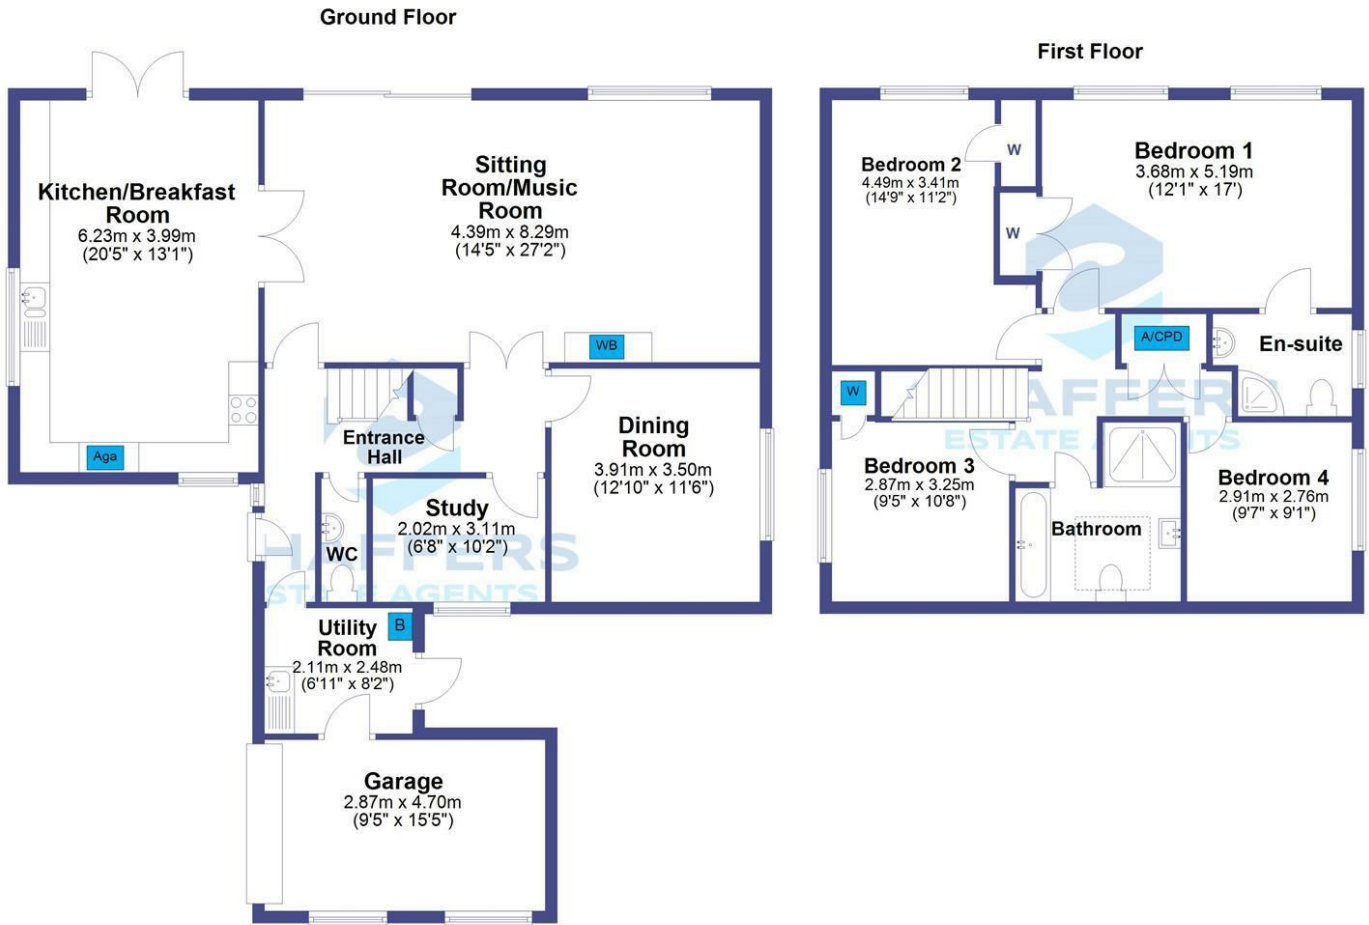 Ground Floor
Kitchen/Breakfast
Room
6.23m x 3.99m
(20'5" x 13'1")
Sitting
Room/Music
Room
4.39m x 8.29m
(14'5" x 27'2")
WB
Aga
Entrance
Hall
Dining
Room
3.91m x 3.50m
(12'10" x 11'6")
Study
2.02m x 3.11m
(6'8" x 10'2")
WC
HAFFERS
STATE AGENTS
Utility
Room
2.11m x 2.48m
(6'11" x 8'2")
B
Garage
2.87m x 4.70m
(9'5" x 15'5")
First Floor
Bedroom 2
4.49m x 3.41m
(14'9" x 11'2")
W
W
Bedroom 1
3.68m x 5.19m
(12'1" x 17')
A/CPD
En-suite
W
HAFFERS
ESTATE AGENTS
Bedroom 3
2.87m x 3.25m
(9'5" x 10'8")
Bathroom
Bedroom 4
2.91m x 2.76m
(9'7" x 9'1")